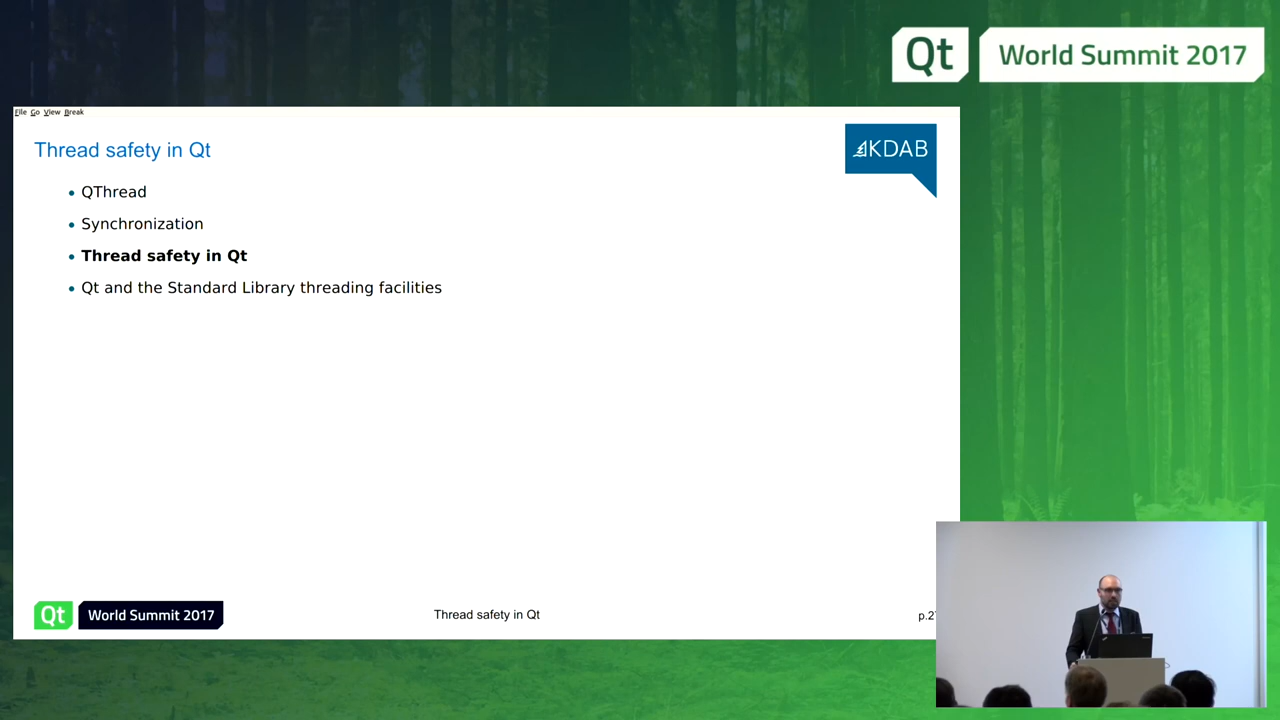 Qt World Summit 2017
File Go View Break
Thread safety in Qt
KDAB
QThread
Synchronization
Thread safety in Qt
Qt and the Standard Library threading facilities
Qt World Summit 2017
Thread safety in Qt